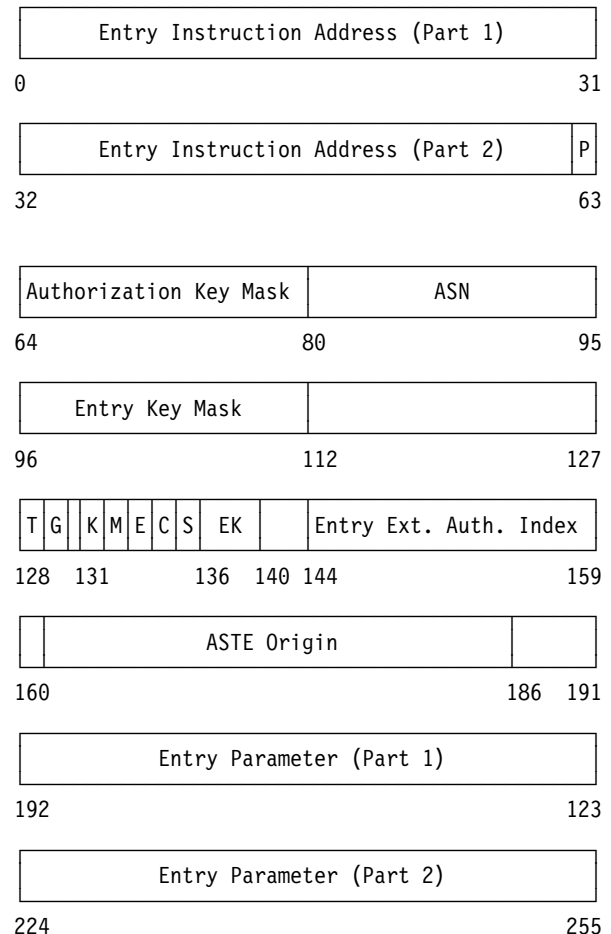 Entry Instruction Address (Part 1)
0 31
Entry Instruction Address (Part 2) P
32 63
Authorization Key Mask ASN
64 80 95
Entry Key Mask
96 112 127
T G K M E C S EK Entry Ext. Auth. Index
128 131 136 140 144 159
ASTE Origin
160 186 191
Entry Parameter (Part 1)
192 123
Entry Parameter (Part 2)
224 255